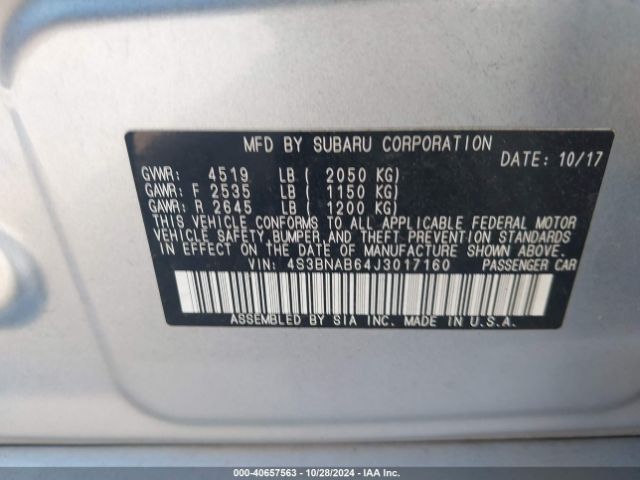 MFD BY SUBARU CORPORATION
DATE: 10/17
GVWR: 4519 LB ( 2050 KG)
GAWR: F 2535 LB ( 1150 KG)
GAWR: R 2645 LB ( 1200 KG)
THIS VEHICLE CONFORMS TO ALL APPLICABLE FEDERAL MOTOR
VEHICLE SAFETY, BUMPER, AND THEFT PREVENTION STANDARDS
IN EFFECT ON THE DATE OF MANUFACTURE SHOWN ABOVE.
VIN: 4S3BNAB64J3017160 PASSENGER CAR
ASSEMBLED BY SIA INC. MADE IN U.S.A.
000-40657563 | 10/28/2024 | IAA Inc.